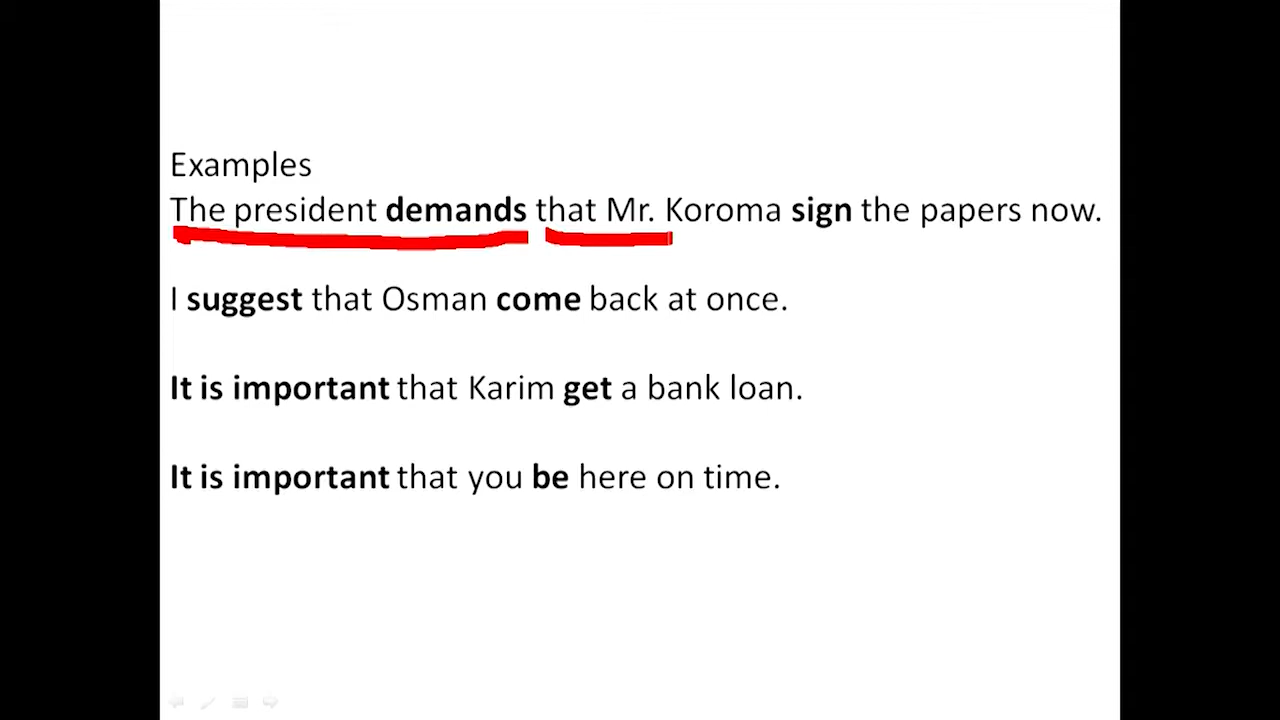 Examples
The president demands that Mr. Koroma sign the papers now.
I suggest that Osman come back at once.
It is important that Karim get a bank loan.
It is important that you be here on time.